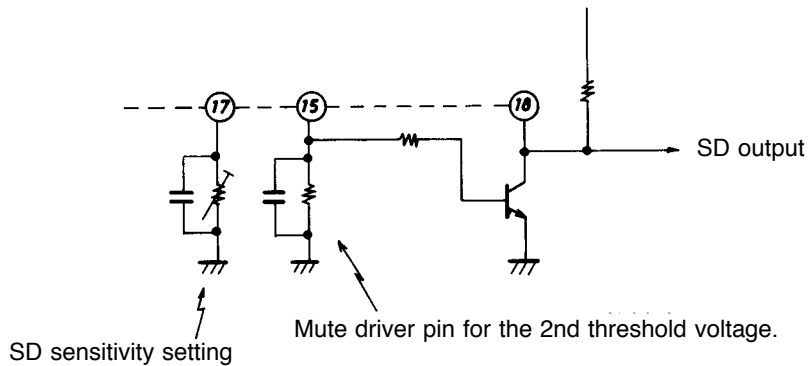 17 15 18
SD output
Mute driver pin for the 2nd threshold voltage.
SD sensitivity setting